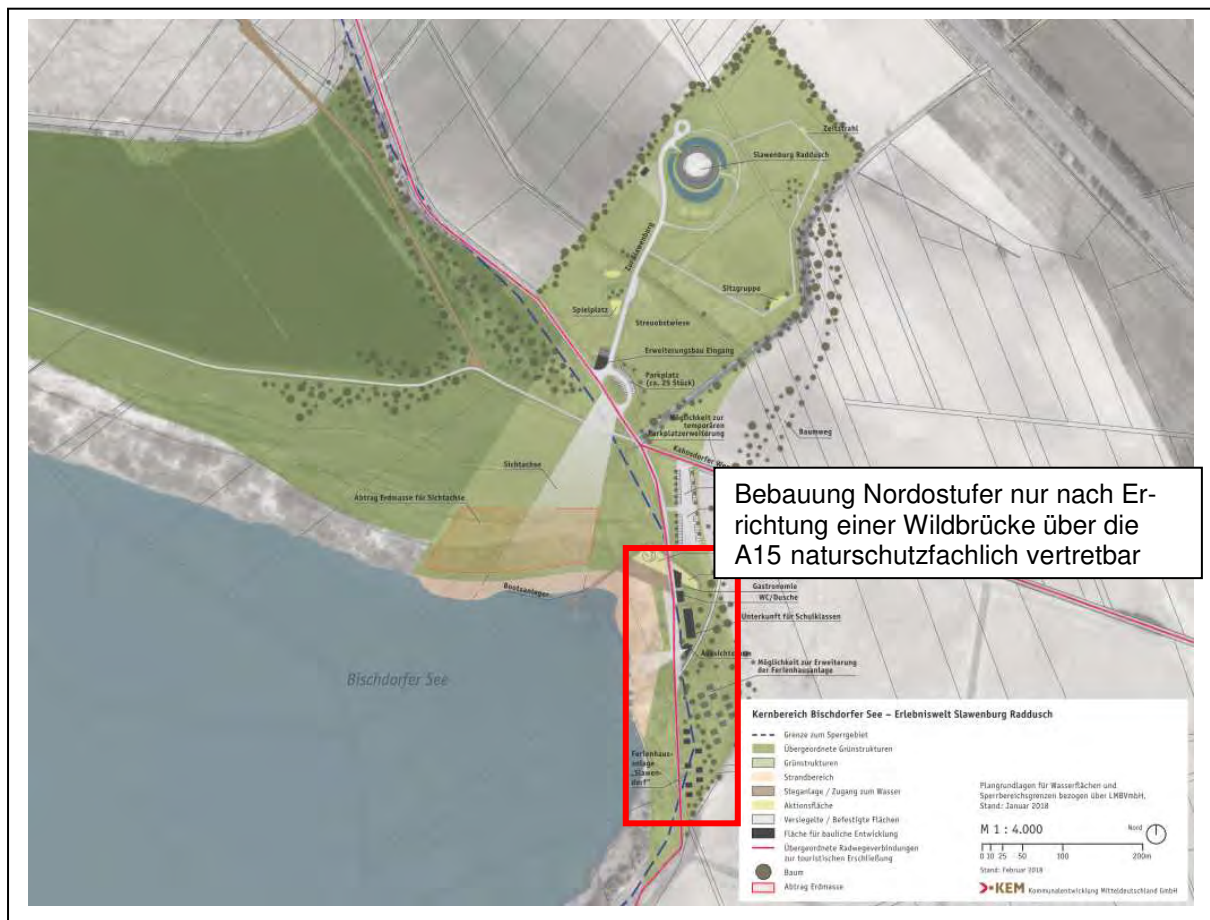 Zeitstrahl
Slawenburg Raddusch
Zur Slawenburg
Sitzgruppe
Spielplatz
Streuobstwiese
Erweiterungsbau Eingang
Parkplatz
(ca. 25 Stück)
Möglichkeit zur
temporären
Parkplatzerweiterung
Baumweg
Kahnsdorfer
Sichtachse
Abtrag Erdmasse für Sichtachse
Bebauung Nordostufer nur nach Er-
richtung einer Wildbrücke über die
A15 naturschutzfachlich vertretbar
Bootsanleger
Gastronomie
WC/Dusche
Unterkunft für Schulklassen
Möglichkeit zur Erweiterung
der Ferienhausanlage
Bischdorfer See
Ferienhaus-
anlage
„Slawen-
dorf"
Kernbereich Bischdorfer See – Erlebniswelt Slawenburg Raddusch
Grenze zum Sperrgebiet
Übergeordnete Grünstrukturen
Grünstrukturen
Strandbereich
Steganlage / Zugang zum Wasser
Aktionsfläche
Versiegelte / Befestigte Flächen
Fläche für bauliche Entwicklung
Übergeordnete Radwegeverbindungen
zur touristischen Erschließung
Baum
Abtrag Erdmasse
Plangrundlagen für Wasserflächen und
Sperrbereichsgrenzen bezogen über LMBVmbH,
Stand: Januar 2018
M 1 : 4.000
Nord
0 10 25 50 100 200m
Stand: Februar 2018
KEM Kommunalentwicklung Mitteldeutschland GmbH